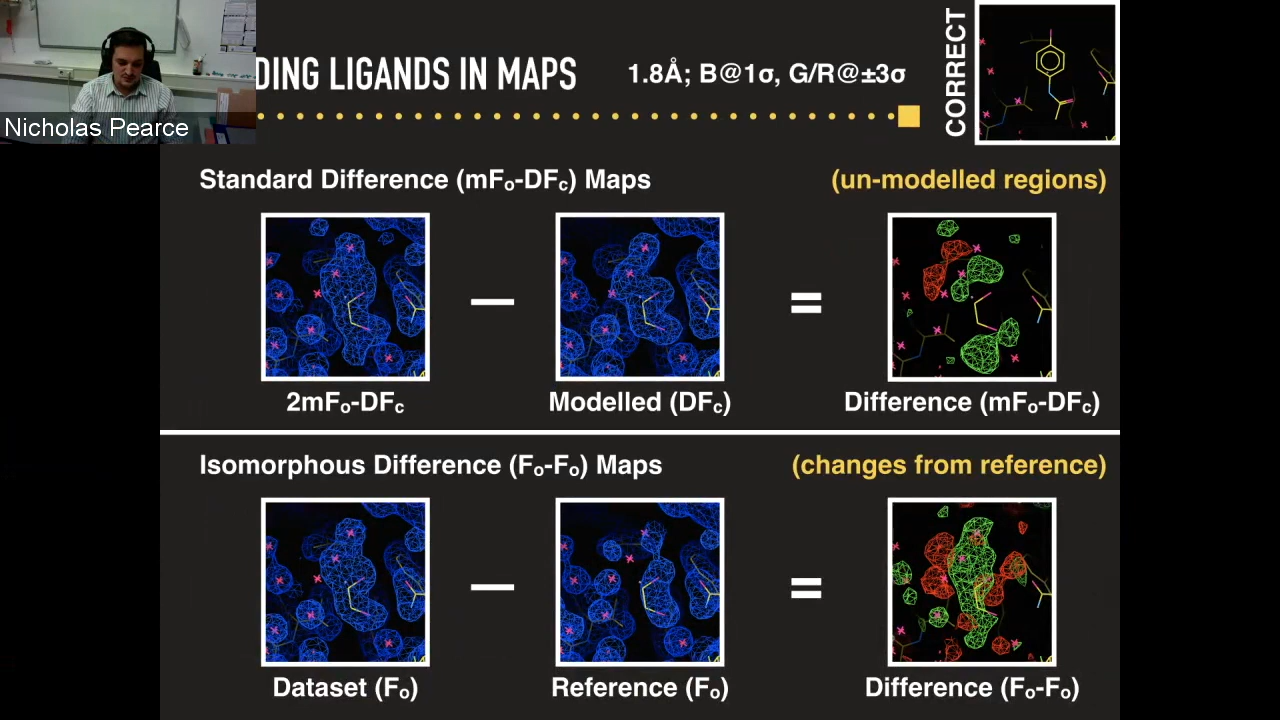 DING LIGANDS IN MAPS
1.8Å; B@1σ, G/R@±3σ
CORRECT
Nicholas Pearce
Standard Difference (mFo-DFc) Maps
(un-modelled regions)
2mFo-DFc
Modelled (DFc)
Difference (mFo-DFc)
Isomorphous Difference (Fo-Fo) Maps
(changes from reference)
Dataset (Fo)
Reference (Fo)
Difference (Fo-Fo)